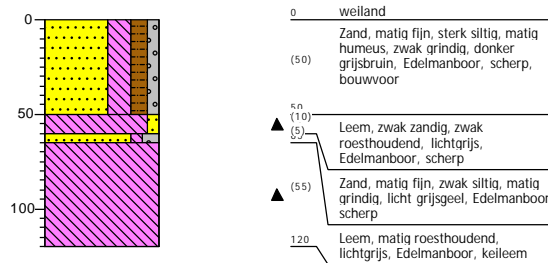 0
50
100
0 weiland
(50)
Zand, matig fijn, sterk siltig, matig
humeus, zwak grindig, donker
grijsbruin, Edelmanboor, scherp,
bouwvoor
50
(10)
(5)
Leem, zwak zandig, zwak
roesthoudend, lichtgrijs,
Edelmanboor, scherp
(55)
Zand, matig fijn, zwak siltig, matig
grindig, licht grijsgeel, Edelmanboor
scherp
120
Leem, matig roesthoudend,
lichtgrijs, Edelmanboor, keileem